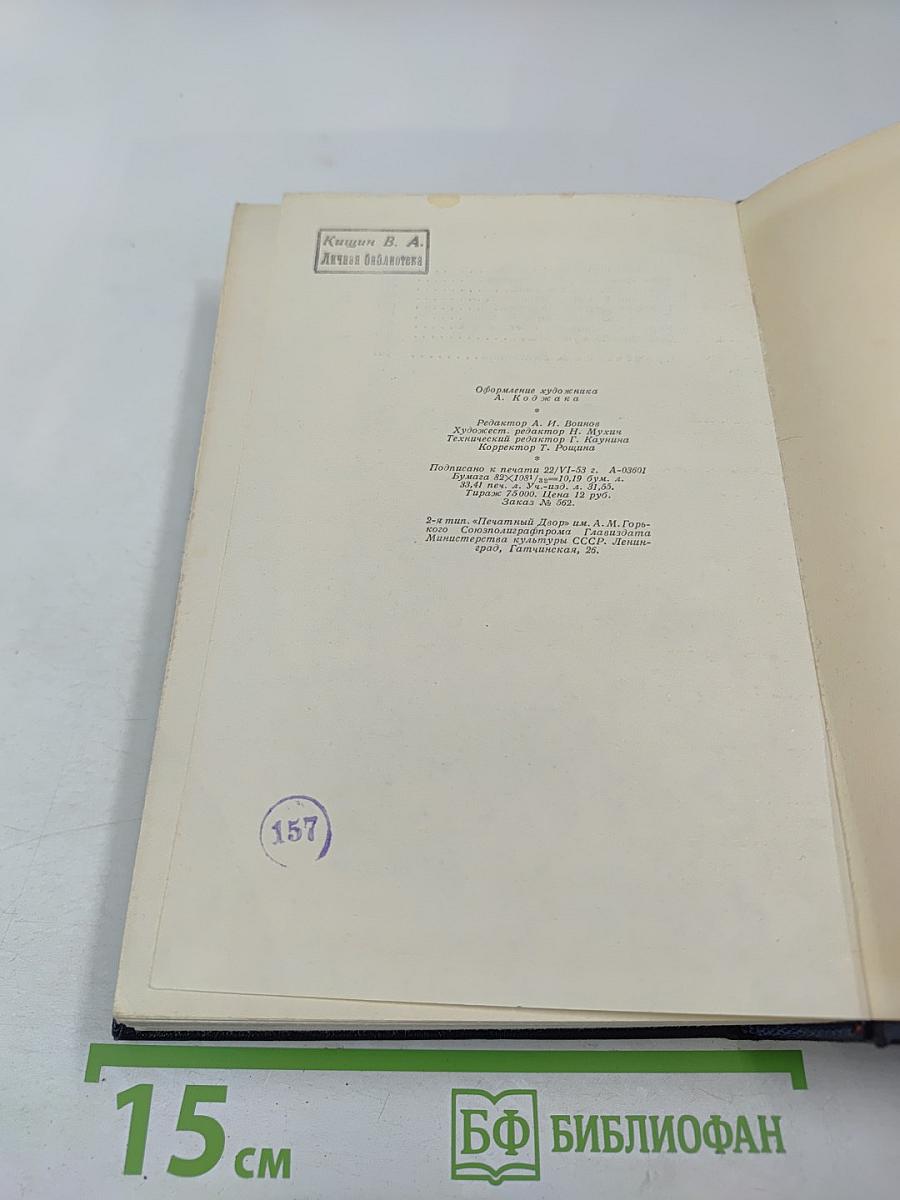 Кищин В. А.
Личная библиотека
Оформление художника
А. Коджака
*
Редактор А. И. Воинов
Художест. редактор Н. Мухин
Технический редактор Г. Каунина
Корректор Т. Рощина
*
Подписано к печати 22/VI-53 г. А-03601
Бумага 82×108¹/₃₂=10,19 бум. л.
33,41 печ. л. Уч.-изд. л. 31,55.
Тираж 75000. Цена 12 руб.
Заказ № 562.
2-я тип. «Печатный Двор» им. А. М. Горь-
кого Союзполиграфпрома Главиздата
Министерства культуры СССР. Ленин-
град, Гатчинская, 26.
157
15 см
БФ БИБЛИОФАН